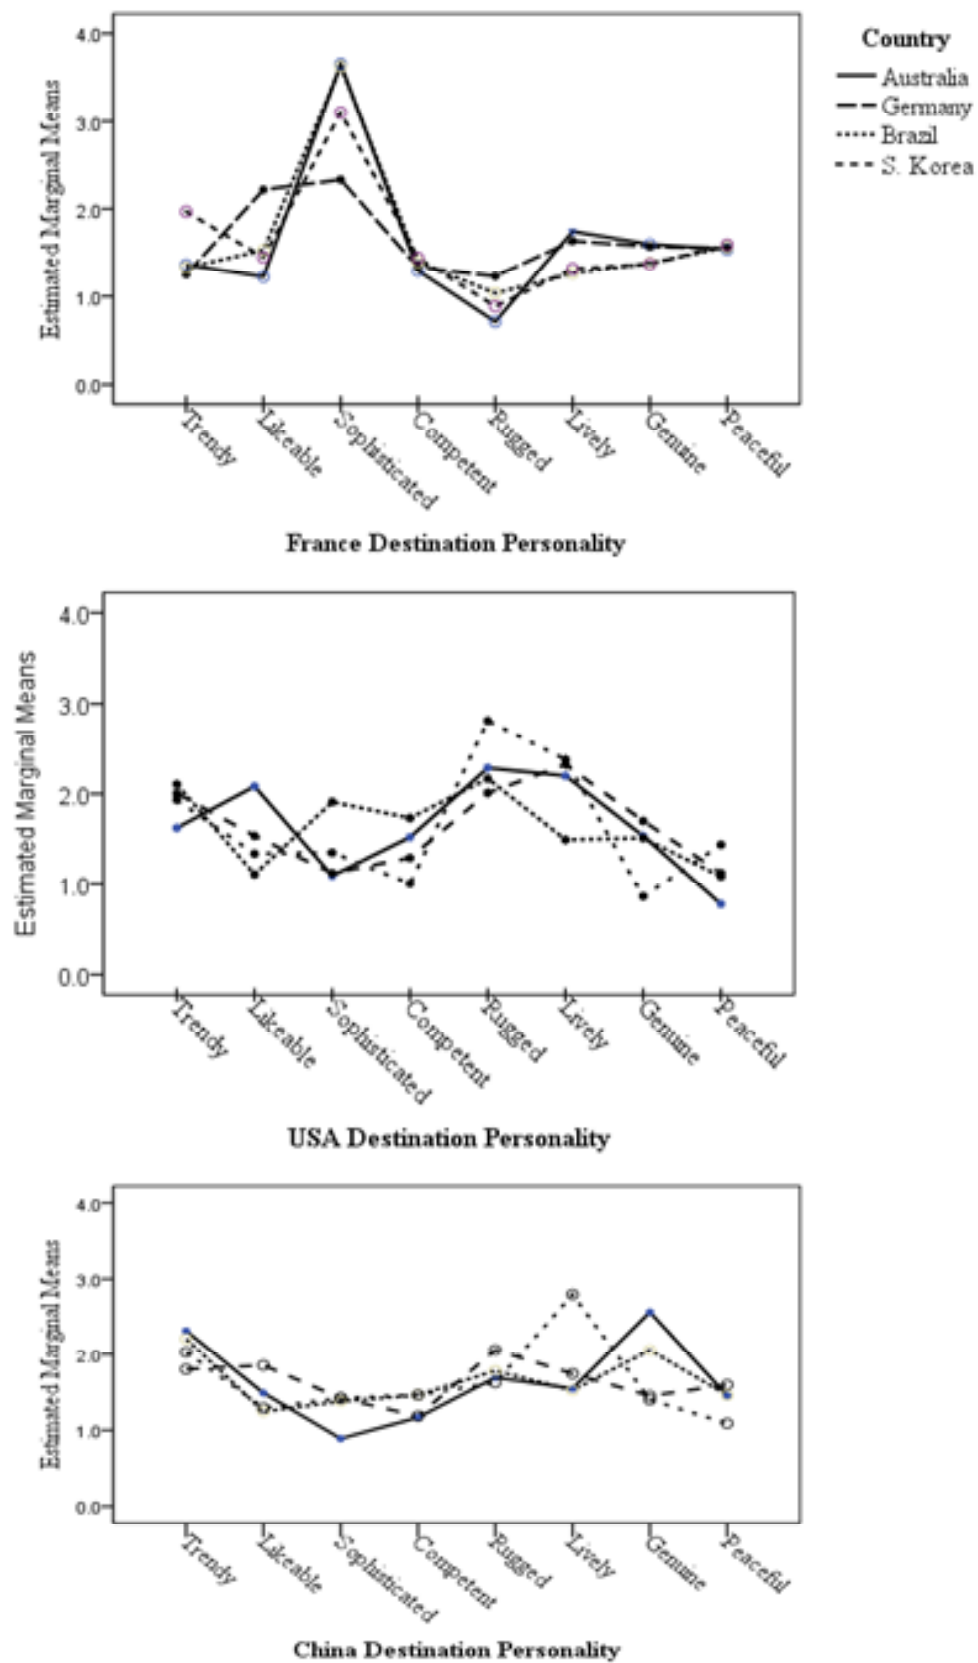 Country
Australia
Germany
Brazil
S. Korea
Estimated Marginal Means
4.0
3.0
2.0
1.0
0.0
Trendy
Likeable
Sophisticated
Competent
Rugged
Lively
Genuine
Peaceful
France Destination Personality
Estimated Marginal Means
4.0
3.0
2.0
1.0
0.0
Trendy
Likeable
Sophisticated
Competent
Rugged
Lively
Genuine
Peaceful
USA Destination Personality
Estimated Marginal Means
4.0
3.0
2.0
1.0
0.0
Trendy
Likeable
Sophisticated
Competent
Rugged
Lively
Genuine
Peaceful
China Destination Personality